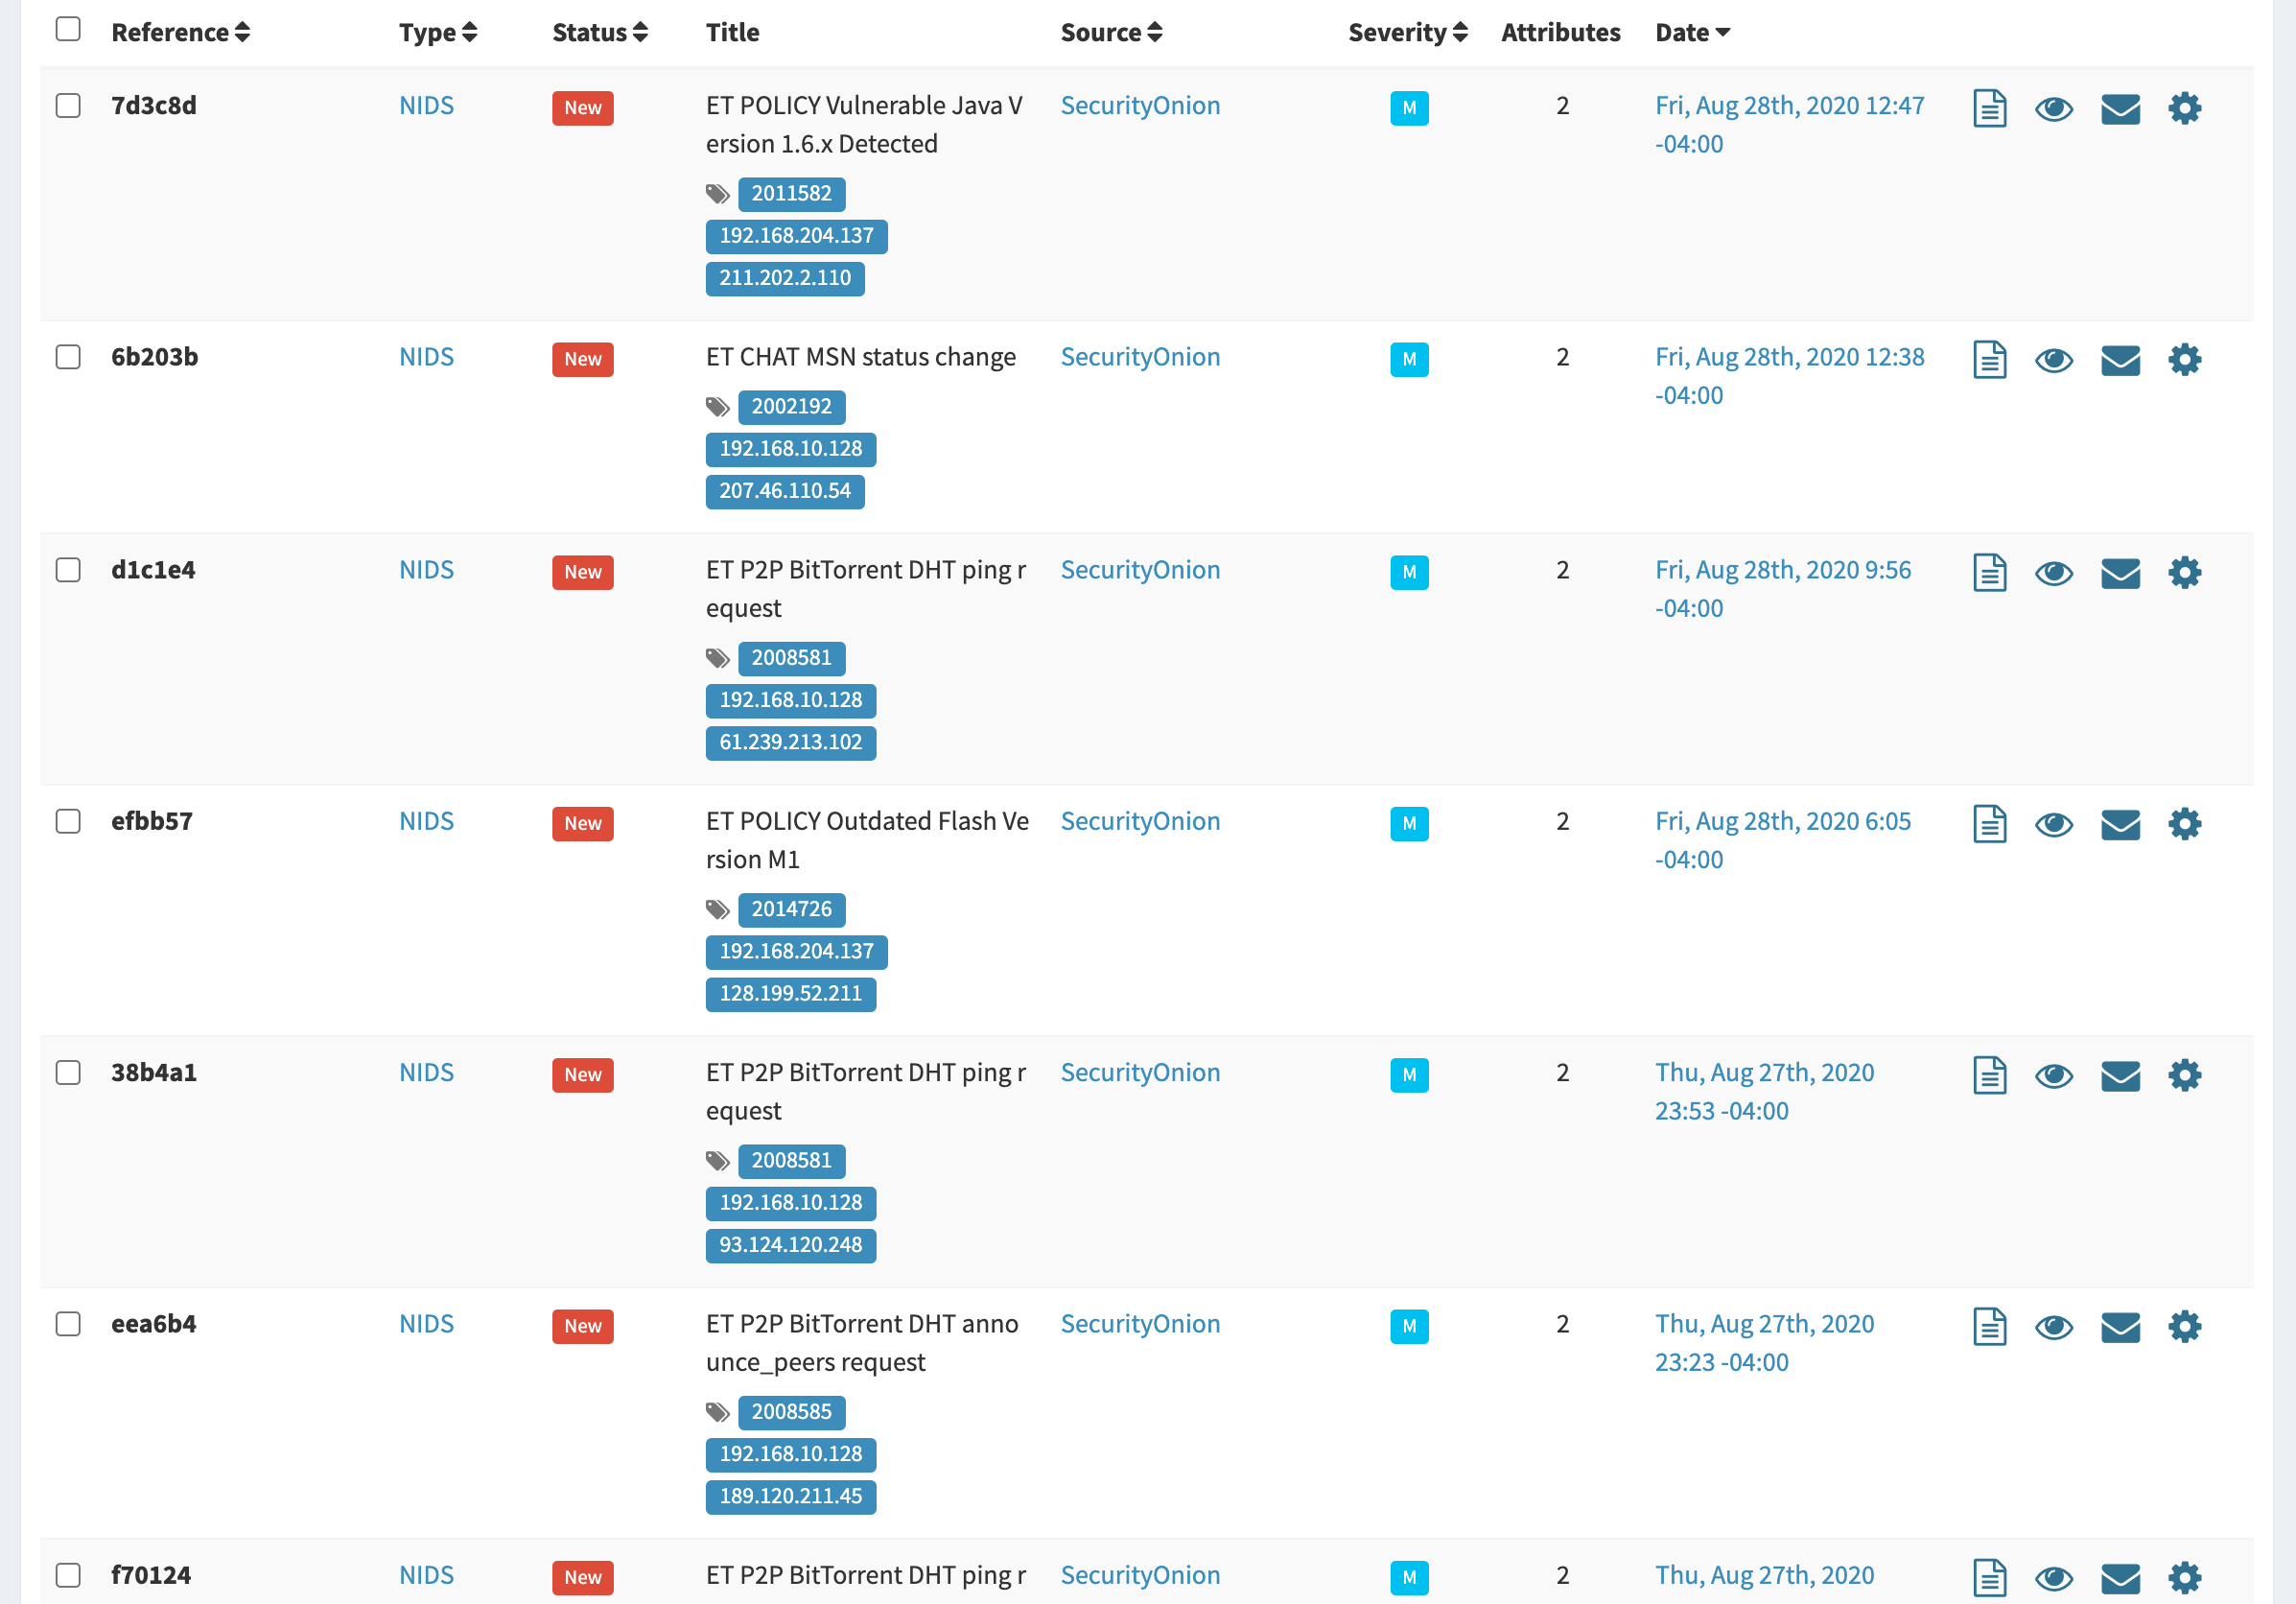 Reference Type Status Title Source Severity Attributes Date
7d3c8d NIDS New ET POLICY Vulnerable Java V SecurityOnion M 2 Fri, Aug 28th, 2020 12:47
ersion 1.6.x Detected -04:00
2011582
192.168.204.137
211.202.2.110
6b203b NIDS New ET CHAT MSN status change SecurityOnion M 2 Fri, Aug 28th, 2020 12:38
-04:00
2002192
192.168.10.128
207.46.110.54
d1c1e4 NIDS New ET P2P BitTorrent DHT ping r SecurityOnion M 2 Fri, Aug 28th, 2020 9:56
equest -04:00
2008581
192.168.10.128
61.239.213.102
efbb57 NIDS New ET POLICY Outdated Flash Ve SecurityOnion M 2 Fri, Aug 28th, 2020 6:05
rsion M1 -04:00
2014726
192.168.204.137
128.199.52.211
38b4a1 NIDS New ET P2P BitTorrent DHT ping r SecurityOnion M 2 Thu, Aug 27th, 2020
equest 23:53 -04:00
2008581
192.168.10.128
93.124.120.248
eea6b4 NIDS New ET P2P BitTorrent DHT anno SecurityOnion M 2 Thu, Aug 27th, 2020
unce_peers request 23:23 -04:00
2008585
192.168.10.128
189.120.211.45
f70124 NIDS New ET P2P BitTorrent DHT ping r SecurityOnion M 2 Thu, Aug 27th, 2020